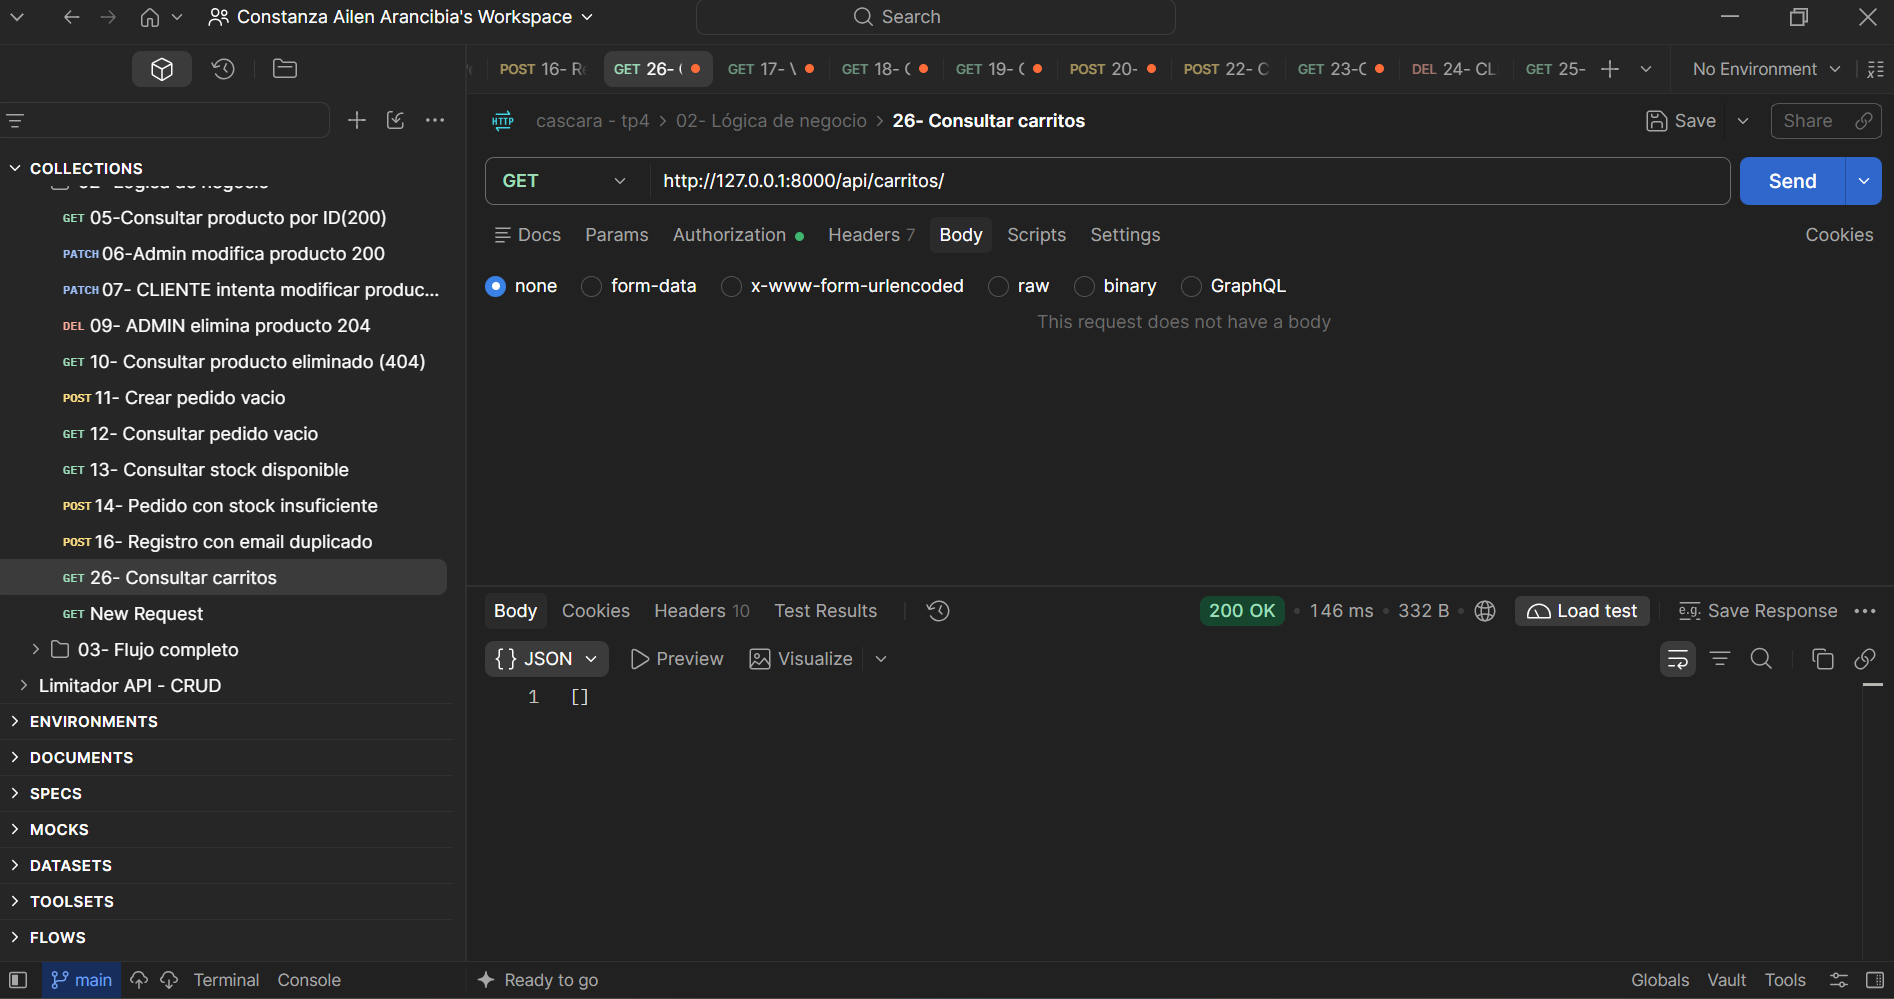 Constanza Ailen Arancibia's Workspace
Search
POST 16- Re
GET 26- (
GET 17- \
GET 18- (
GET 19- (
POST 20-
POST 22- C
GET 23-C
DEL 24- CL
GET 25-
No Environment
cascara - tp4 > 02- Lógica de negocio > 26- Consultar carritos
Save
Share
COLLECTIONS
02- Lógica de negocio
GET 05-Consultar producto por ID(200)
PATCH 06-Admin modifica producto 200
PATCH 07- CLIENTE intenta modificar produc...
DEL 09- ADMIN elimina producto 204
GET 10- Consultar producto eliminado (404)
POST 11- Crear pedido vacio
GET 12- Consultar pedido vacio
GET 13- Consultar stock disponible
POST 14- Pedido con stock insuficiente
POST 16- Registro con email duplicado
GET 26- Consultar carritos
GET New Request
03- Flujo completo
Limitador API - CRUD
ENVIRONMENTS
DOCUMENTS
SPECS
MOCKS
DATASETS
TOOLSETS
FLOWS
HTTP
GET
http://127.0.0.1:8000/api/carritos/
Send
Docs
Params
Authorization
Headers 7
Body
Scripts
Settings
Cookies
none
form-data
x-www-form-urlencoded
raw
binary
GraphQL
This request does not have a body
Body
Cookies
Headers 10
Test Results
200 OK
146 ms
332 B
Load test
e.g. Save Response
{} JSON
Preview
Visualize
1 []
main
Terminal
Console
Ready to go
Globals
Vault
Tools